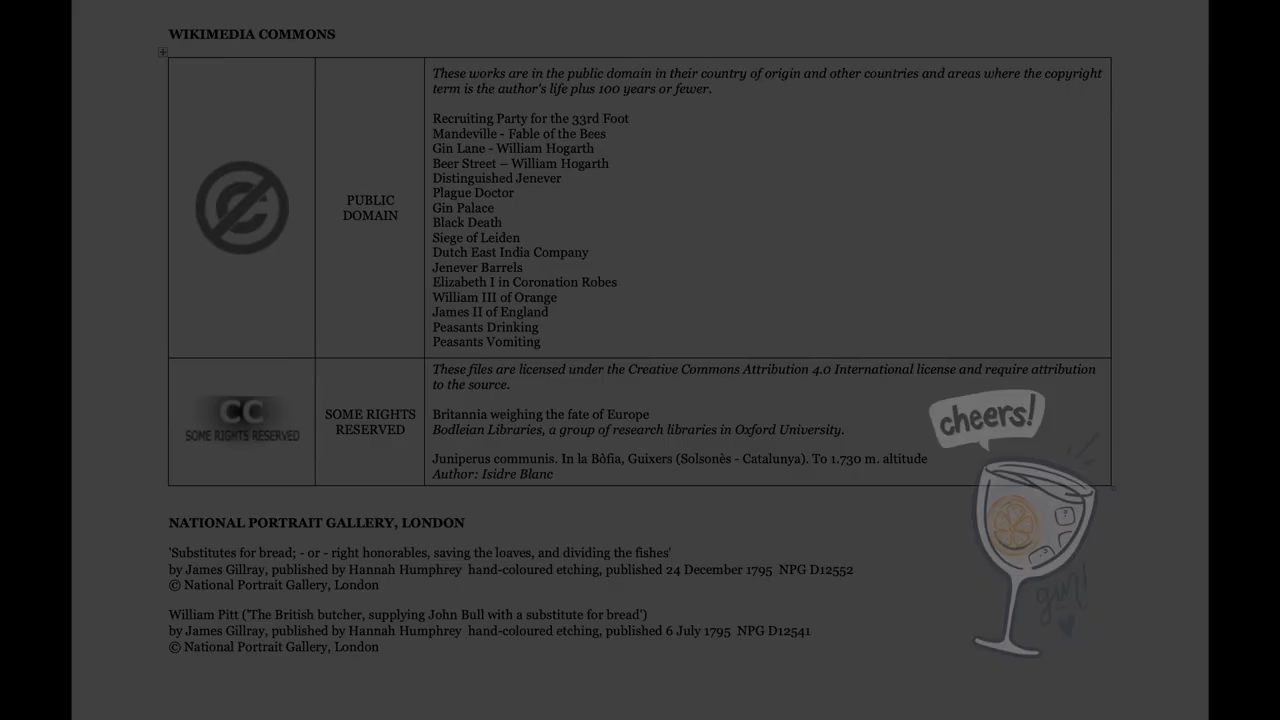 WIKIMEDIA COMMONS
These works are in the public domain in their country of origin and other countries and areas where the copyright
term is the author's life plus 100 years or fewer.
Recruiting Party for the 33rd Foot
Mandeville - Fable of the Bees
Gin Lane - William Hogarth
Beer Street – William Hogarth
Distinguished Jenever
Plague Doctor
Gin Palace
Black Death
Siege of Leiden
Dutch East India Company
Jenever Barrels
Elizabeth I in Coronation Robes
William III of Orange
James II of England
Peasants Drinking
Peasants Vomiting
PUBLIC
DOMAIN
These files are licensed under the Creative Commons Attribution 4.0 International license and require attribution
to the source.
Britannia weighing the fate of Europe
Bodleian Libraries, a group of research libraries in Oxford University.
Juniperus communis. In la Bòfia, Guixers (Solsonès - Catalunya). To 1.730 m. altitude
Author: Isidre Blanc
CC
SOME RIGHTS RESERVED
SOME RIGHTS
RESERVED
cheers!
gin!
NATIONAL PORTRAIT GALLERY, LONDON
'Substitutes for bread; - or - right honorables, saving the loaves, and dividing the fishes'
by James Gillray, published by Hannah Humphrey hand-coloured etching, published 24 December 1795 NPG D12552
© National Portrait Gallery, London
William Pitt ('The British butcher, supplying John Bull with a substitute for bread')
by James Gillray, published by Hannah Humphrey hand-coloured etching, published 6 July 1795 NPG D12541
© National Portrait Gallery, London